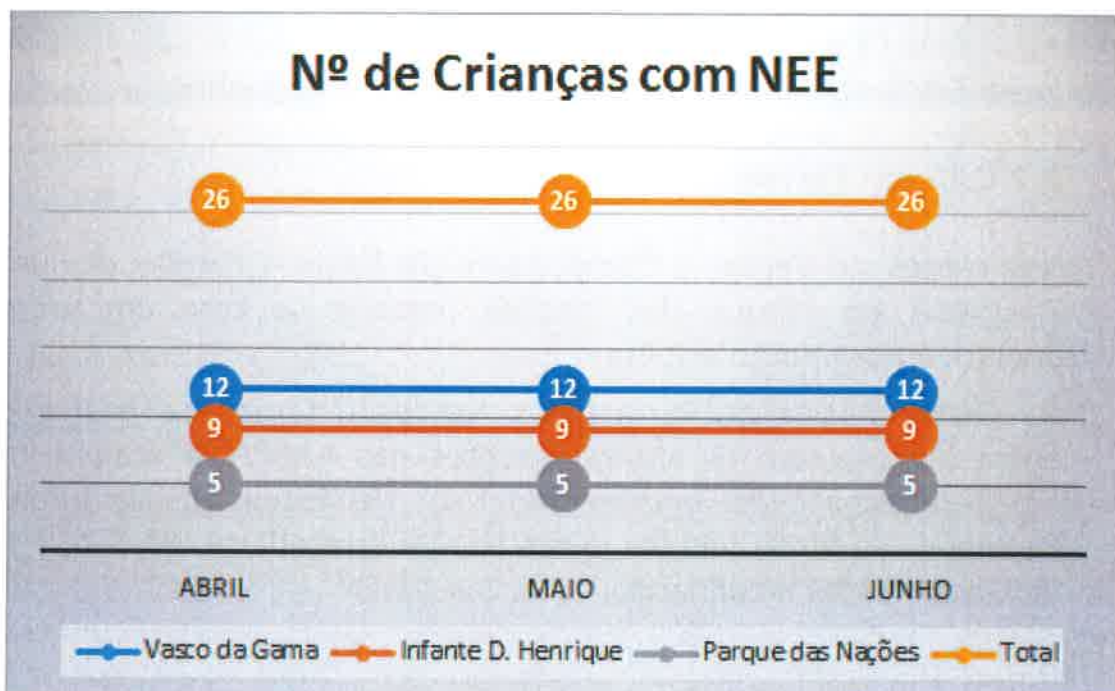 Nº de Crianças com NEE
26 26 26
12 12 12
9 9 9
5 5 5
ABRIL MAIO JUNHO
Vasco da Gama Infante D. Henrique Parque das Nações Total